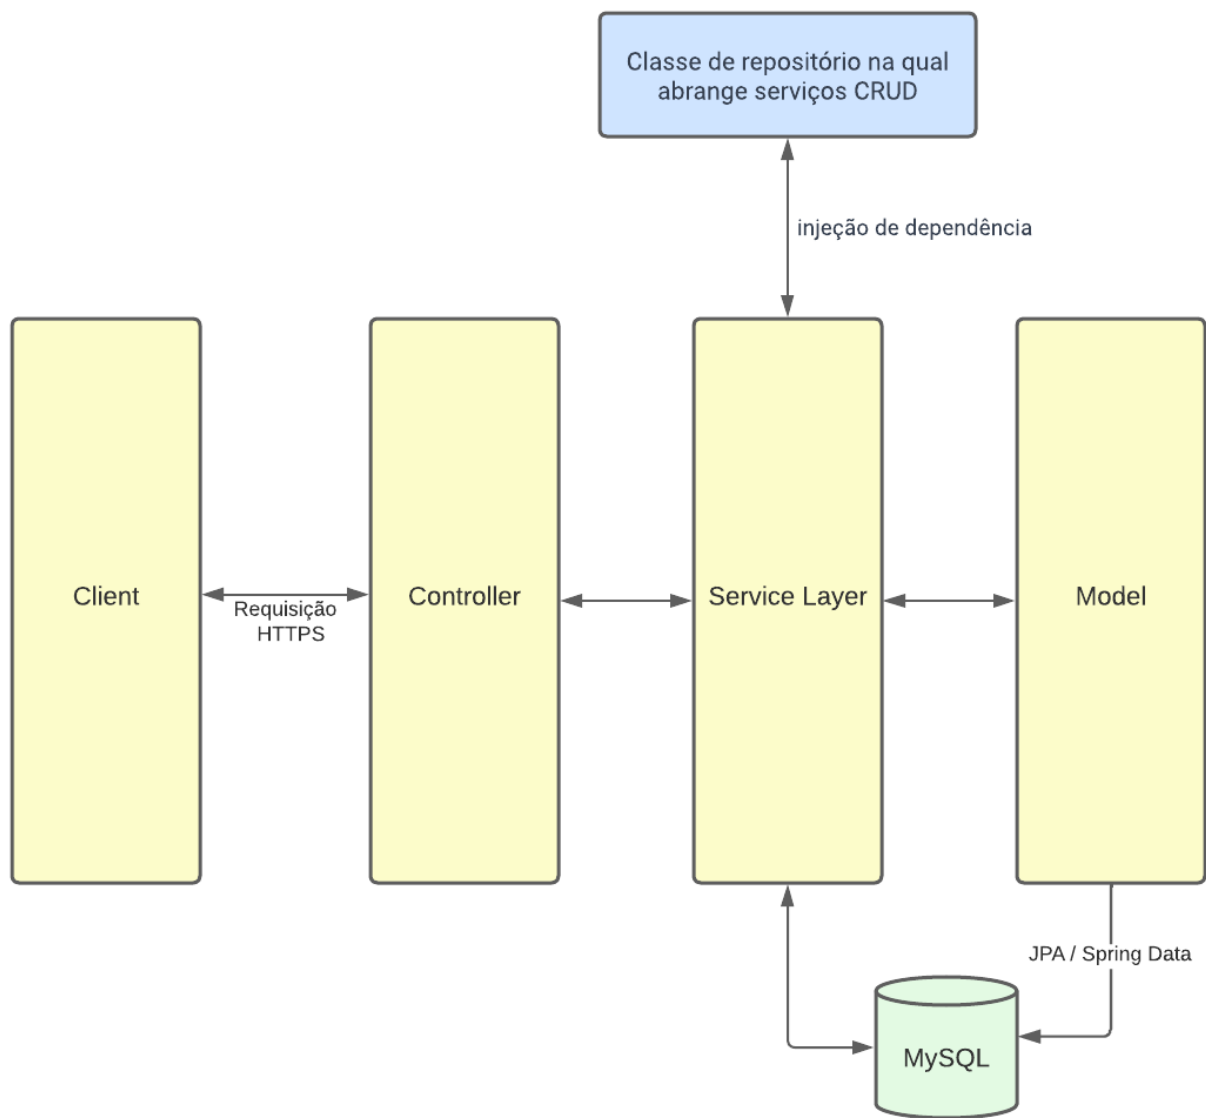 Classe de repositório na qual
abrange serviços CRUD
injeção de dependência
Client
Requisição
HTTPS
Controller
Service Layer
Model
JPA / Spring Data
MySQL